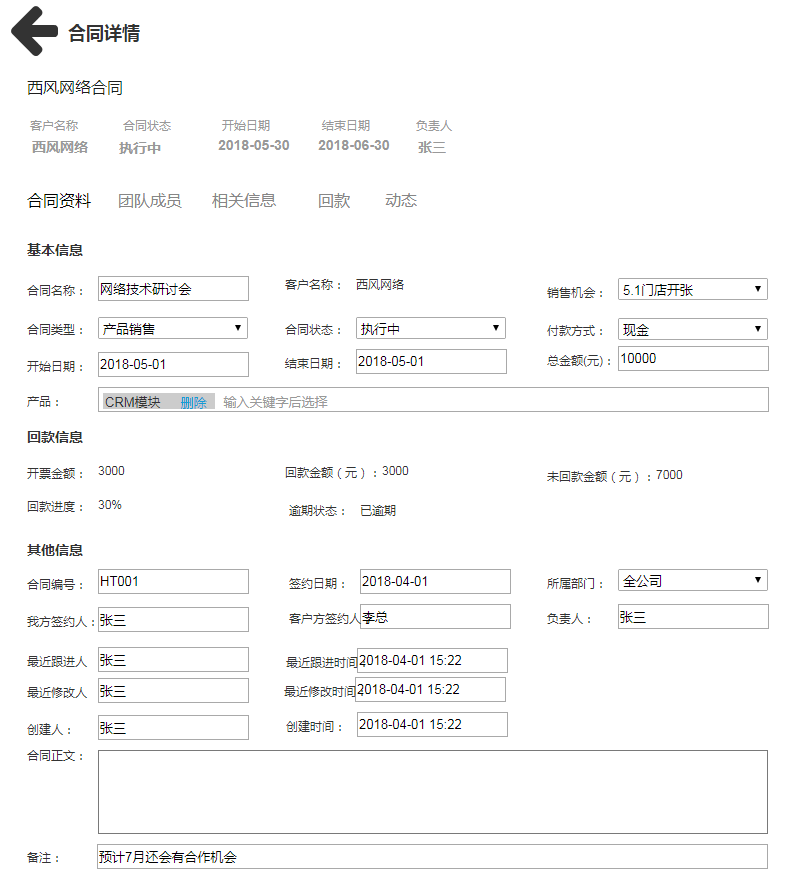 合同详情
西风网络合同
客户名称 合同状态 开始日期 结束日期 负责人
西风网络 执行中 2018-05-30 2018-06-30 张三
合同资料 团队成员 相关信息 回款 动态
基本信息
合同名称： 网络技术研讨会 客户名称： 西风网络 销售机会： 5.1门店开张
合同类型： 产品销售 合同状态： 执行中 付款方式： 现金
开始日期： 2018-05-01 结束日期： 2018-05-01 总金额(元)： 10000
产品： CRM模块 删除 输入关键字后选择
回款信息
开票金额： 3000 回款金额（元）：3000 未回款金额（元）：7000
回款进度： 30% 逾期状态： 已逾期
其他信息
合同编号： HT001 签约日期： 2018-04-01 所属部门： 全公司
我方签约人： 张三 客户方签约人 李总 负责人： 张三
最近跟进人 张三 最近跟进时间 2018-04-01 15:22
最近修改人 张三 最近修改时间 2018-04-01 15:22
创建人： 张三 创建时间： 2018-04-01 15:22
合同正文：
备注： 预计7月还会有合作机会